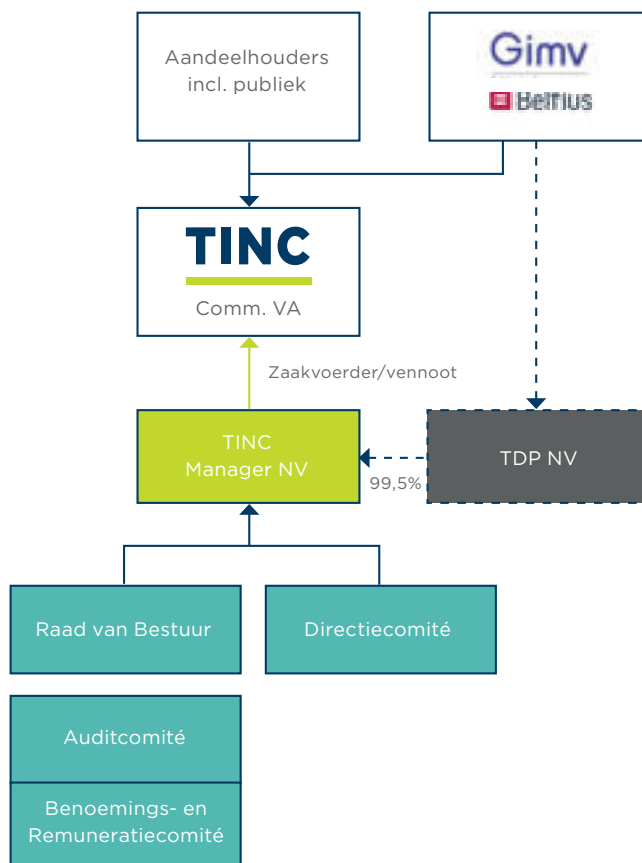 Aandeelhouders
incl. publiek
Gimv
Belfius
TINC
Comm. VA
Zaakvoerder/vennoot
TINC
Manager NV
99,5%
TDP NV
Raad van Bestuur
Directiecomité
Auditcomité
Benoemings- en
Remuneratiecomité